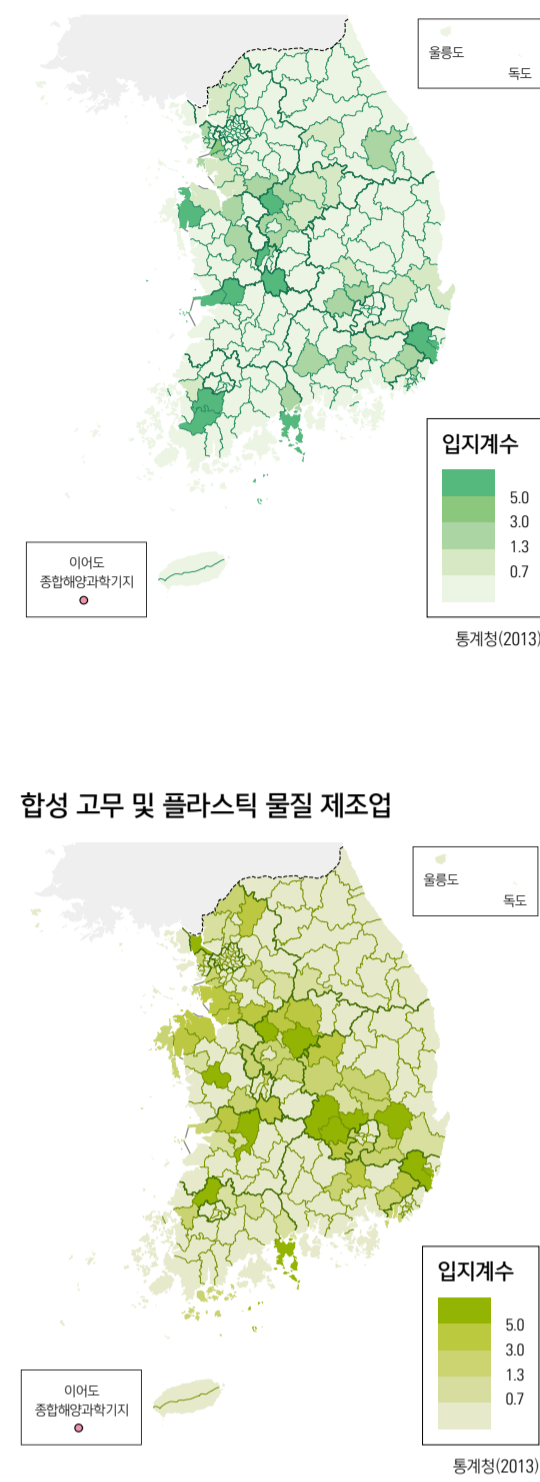 울릉도
독도
입지계수
5.0
3.0
1.3
0.7
이어도
종합해양과학기지
통계청(2013)
합성 고무 및 플라스틱 물질 제조업
울릉도
독도
입지계수
5.0
3.0
1.3
0.7
이어도
종합해양과학기지
통계청(2013)